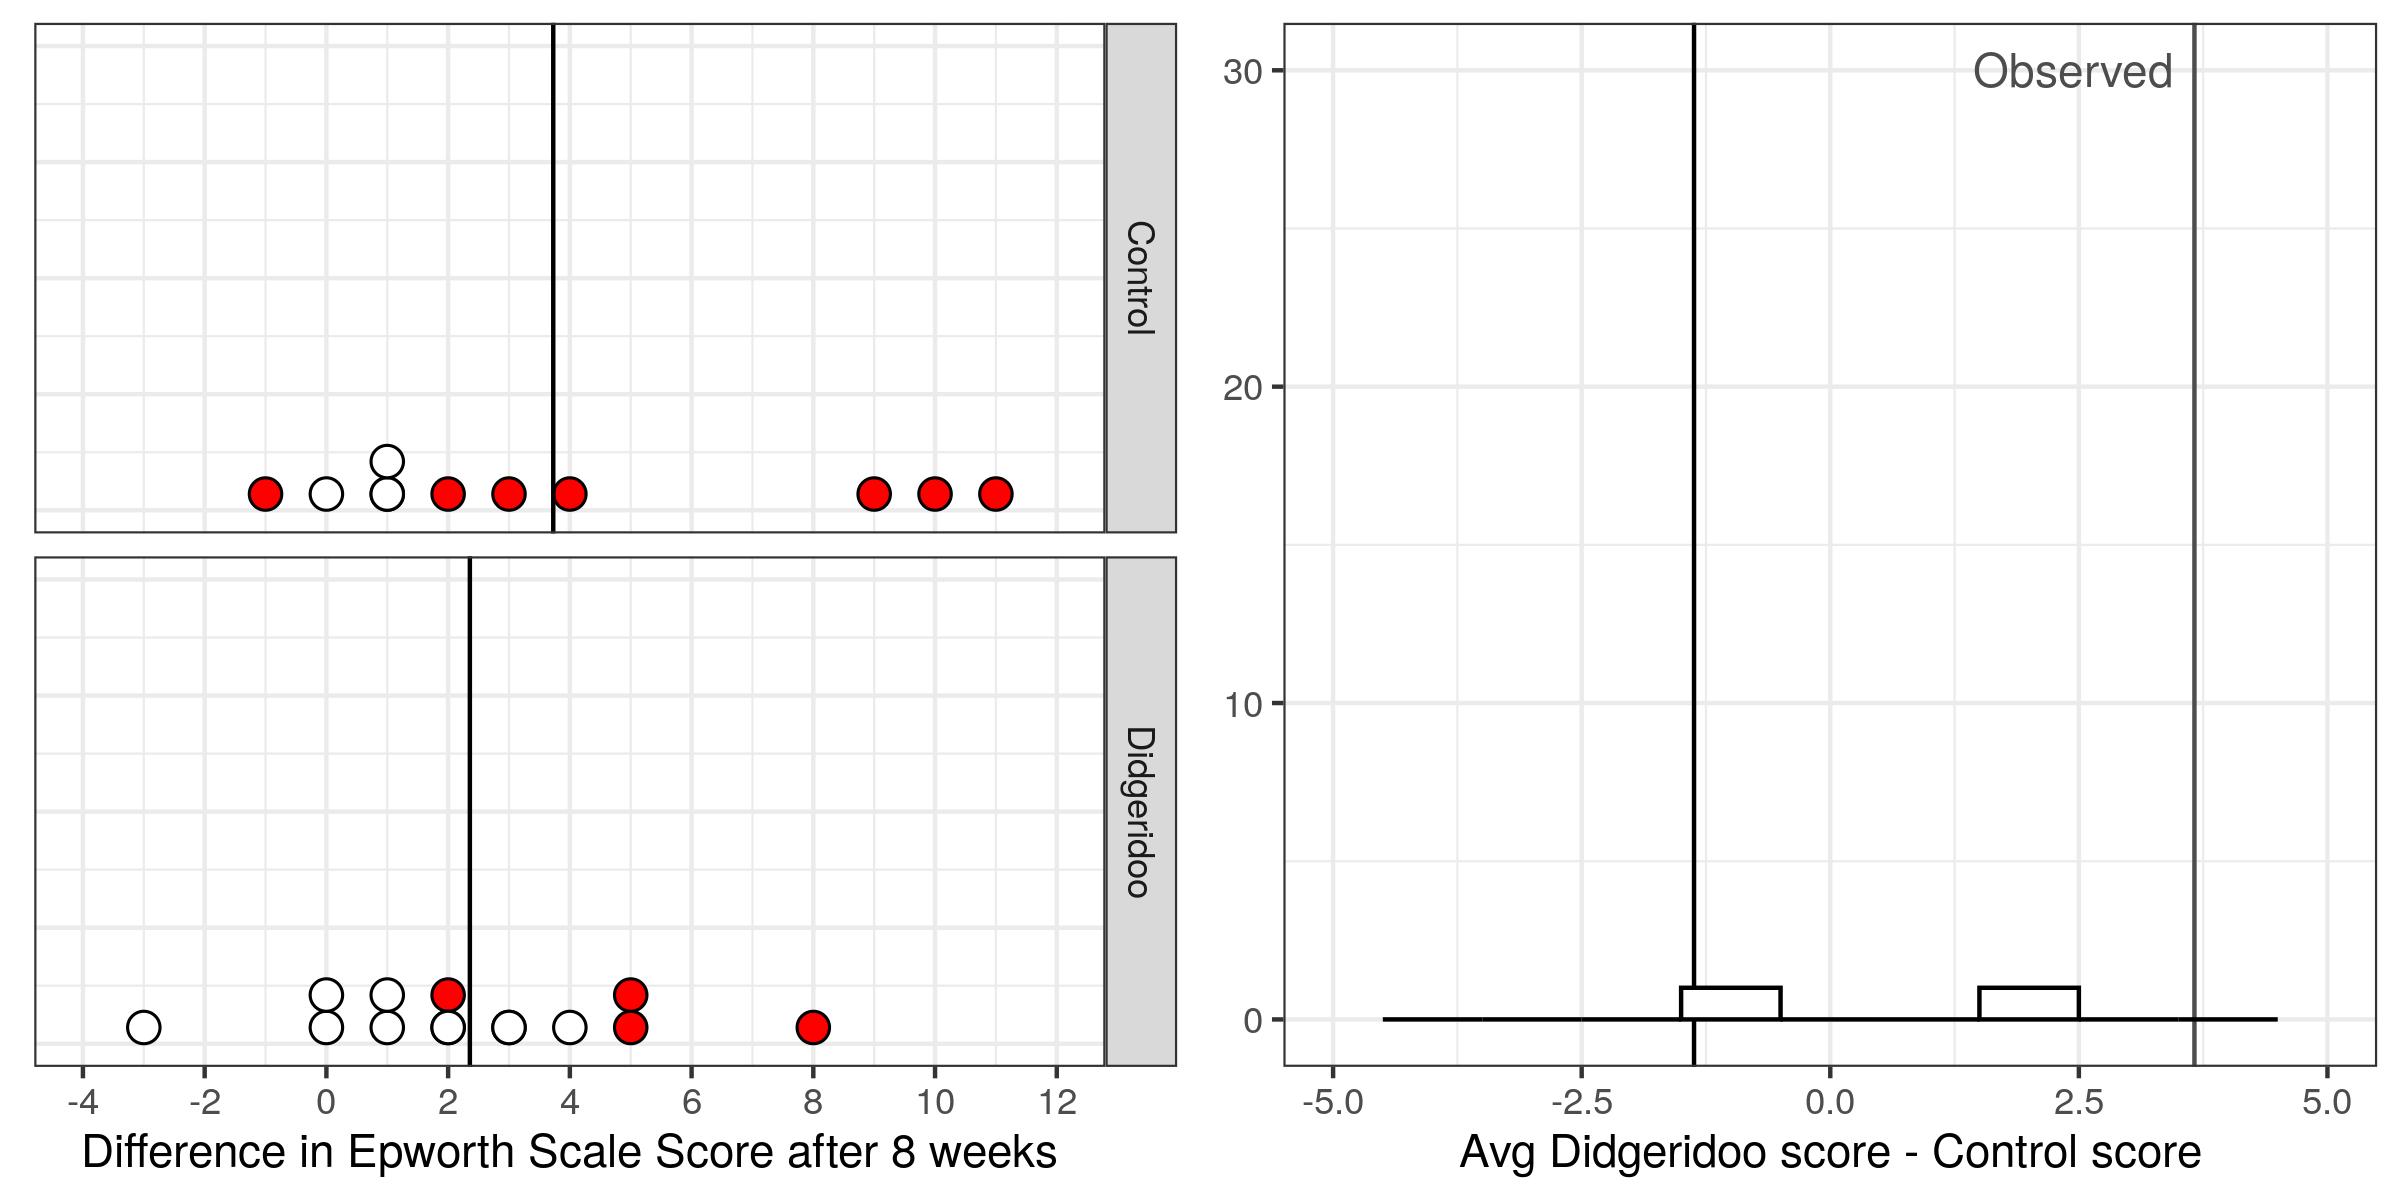 Control
Didgeridoo
-4 -2 0 2 4 6 8 10 12
Difference in Epworth Scale Score after 8 weeks
30
20
10
0
Observed
-5.0 -2.5 0.0 2.5 5.0
Avg Didgeridoo score - Control score